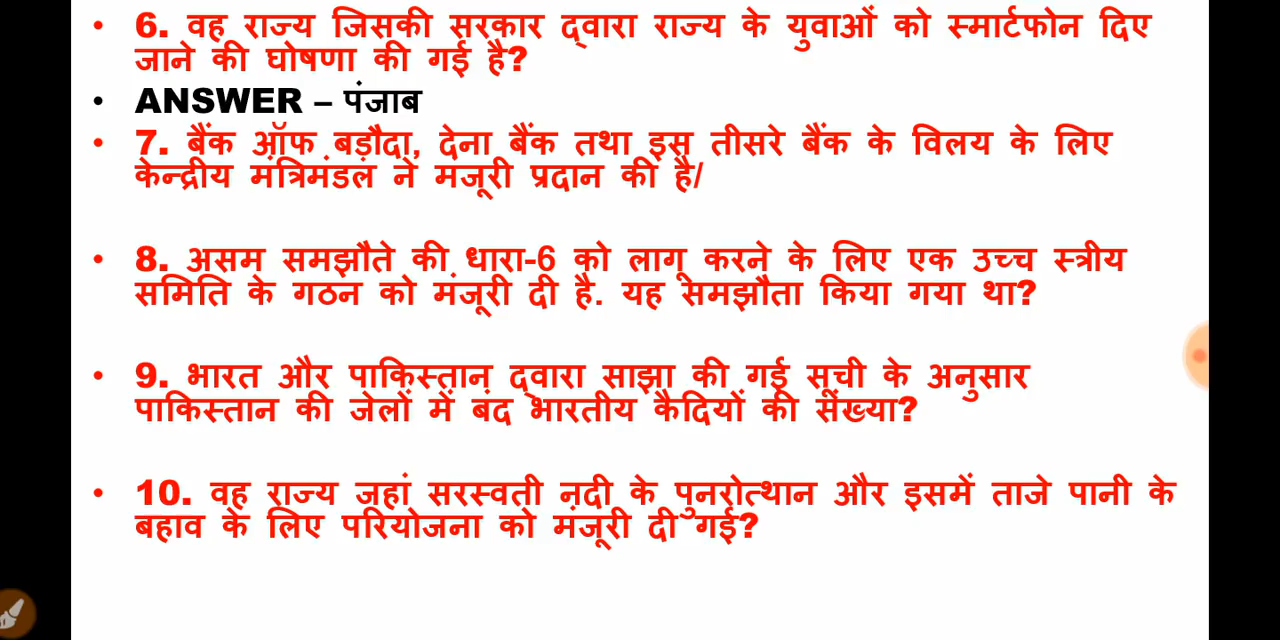 • 6. वह राज्य जिसकी सरकार द्वारा राज्य के युवाओं को स्मार्टफोन दिए
जाने की घोषणा की गई है?
• ANSWER – पंजाब
• 7. बैंक ऑफ बड़ौदा, देना बैंक तथा इस तीसरे बैंक के विलय के लिए
केन्द्रीय मंत्रिमंडल ने मंजूरी प्रदान की है/
• 8. असम समझौते की धारा-6 को लागू करने के लिए एक उच्च स्त्रीय
समिति के गठन को मंजूरी दी है. यह समझौता किया गया था?
• 9. भारत और पाकिस्तान द्वारा साझा की गई सूची के अनुसार
पाकिस्तान की जेलों में बंद भारतीय कैदियों की संख्या?
• 10. वह राज्य जहां सरस्वती नदी के पुनरोत्थान और इसमें ताजे पानी के
बहाव के लिए परियोजना को मंजूरी दी गई?